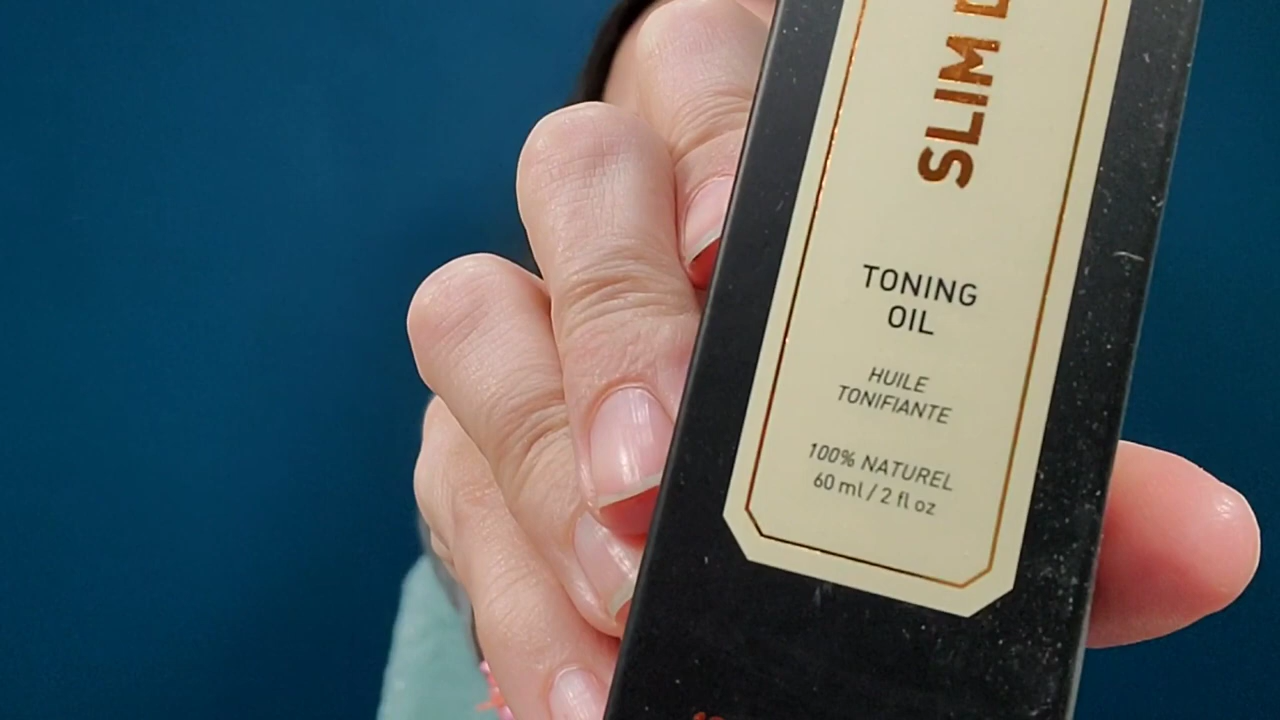 SLIM
TONING
OIL
HUILE
TONIFIANTE
100% NATUREL
60 ml / 2 fl oz